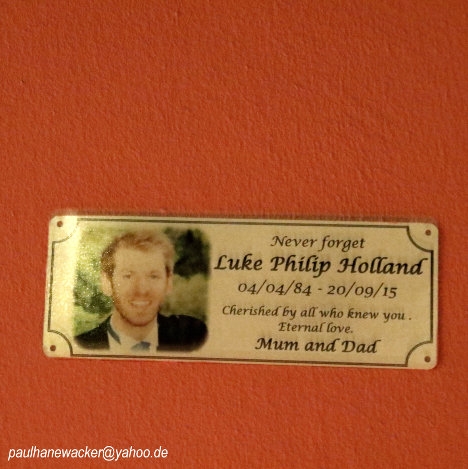 Never forget
Luke Philip Holland
04/04/84 - 20/09/15
Cherished by all who knew you .
Eternal love.
Mum and Dad
paulhanewacker@yahoo.de